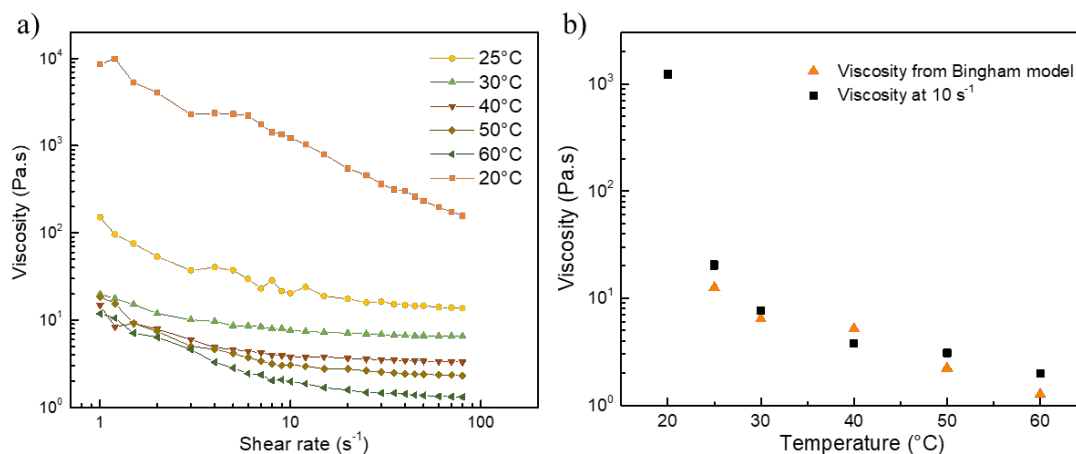 a)
25°C
30°C
40°C
50°C
60°C
20°C
10⁴
10³
10²
10¹
10⁰
Viscosity (Pa.s)
1
10
100
Shear rate (s⁻¹)
b)
Viscosity from Bingham model
Viscosity at 10 s⁻¹
10³
10²
10¹
10⁰
Viscosity (Pa.s)
20
30
40
50
60
Temperature (°C)